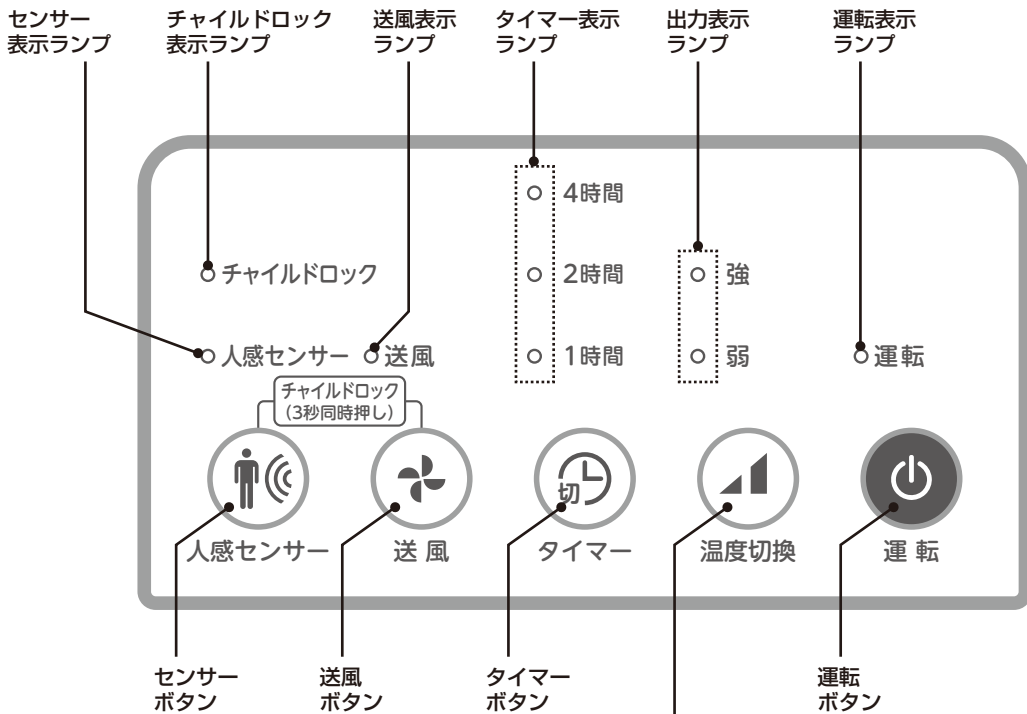 センサー
表示ランプ
チャイルドロック
表示ランプ
送風表示
ランプ
タイマー表示
ランプ
出力表示
ランプ
運転表示
ランプ
4時間
チャイルドロック
2時間
強
人感センサー
送風
1時間
弱
運転
チャイルドロック
(3秒同時押し)
切
人感センサー
送 風
タイマー
温度切換
運 転
センサー
ボタン
送風
ボタン
タイマー
ボタン
運転
ボタン